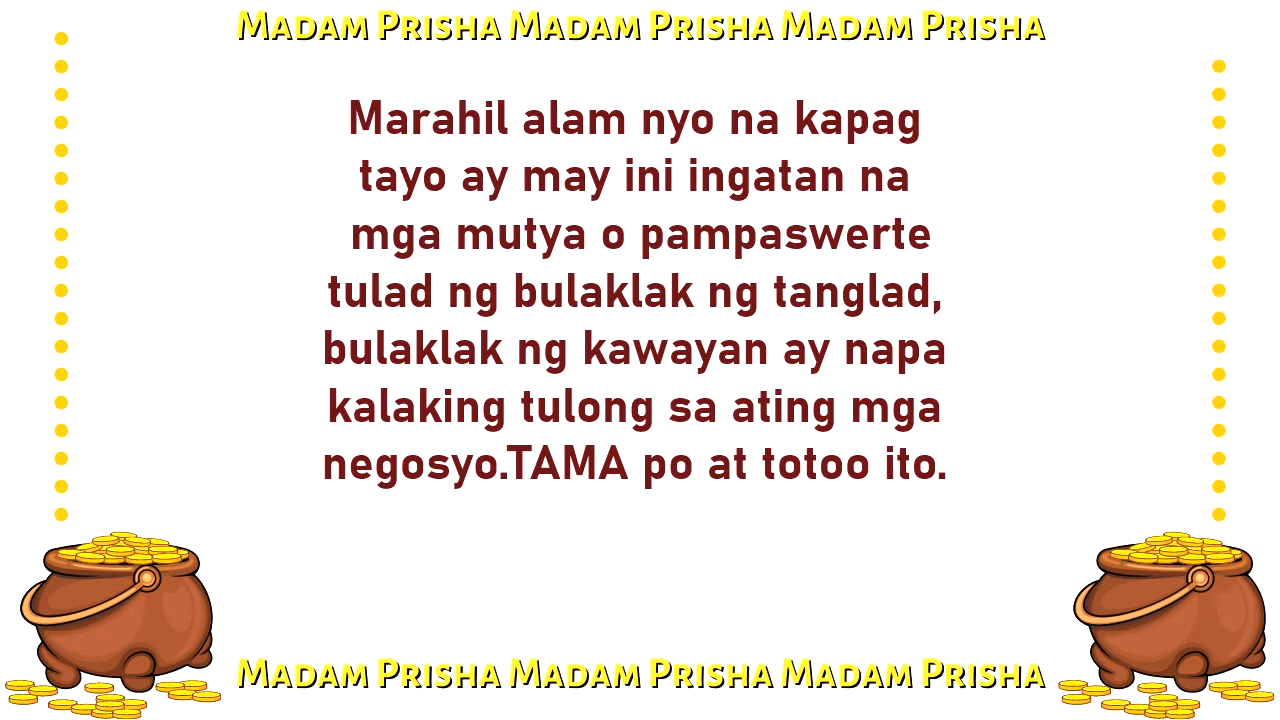 Madam Prisha Madam Prisha Madam Prisha
Marahil alam nyo na kapag
tayo ay may ini ingatan na
mga mutya o pampaswerte
tulad ng bulaklak ng tanglad,
bulaklak ng kawayan ay napa
kalaking tulong sa ating mga
negosyo.TAMA po at totoo ito.
Madam Prisha Madam Prisha Madam Prisha